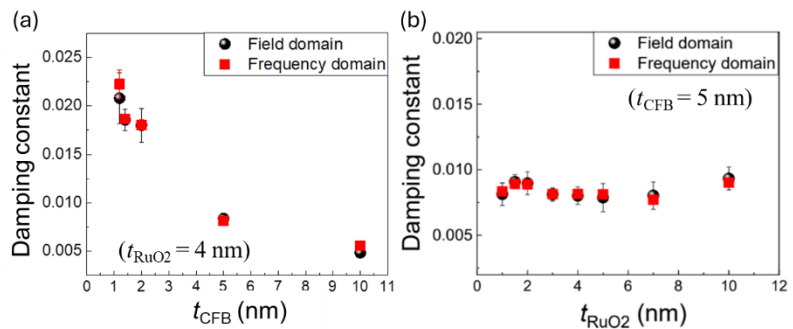 (a)
Damping constant
0.025
0.020
0.015
0.010
0.005
Field domain
Frequency domain
(tRuO2 = 4 nm)
0 1 2 3 4 5 6 7 8 9 10 11
tCFB (nm)
(b)
Damping constant
0.020
0.015
0.010
0.005
Field domain
Frequency domain
(tCFB = 5 nm)
0 2 4 6 8 10 12
tRuO2 (nm)